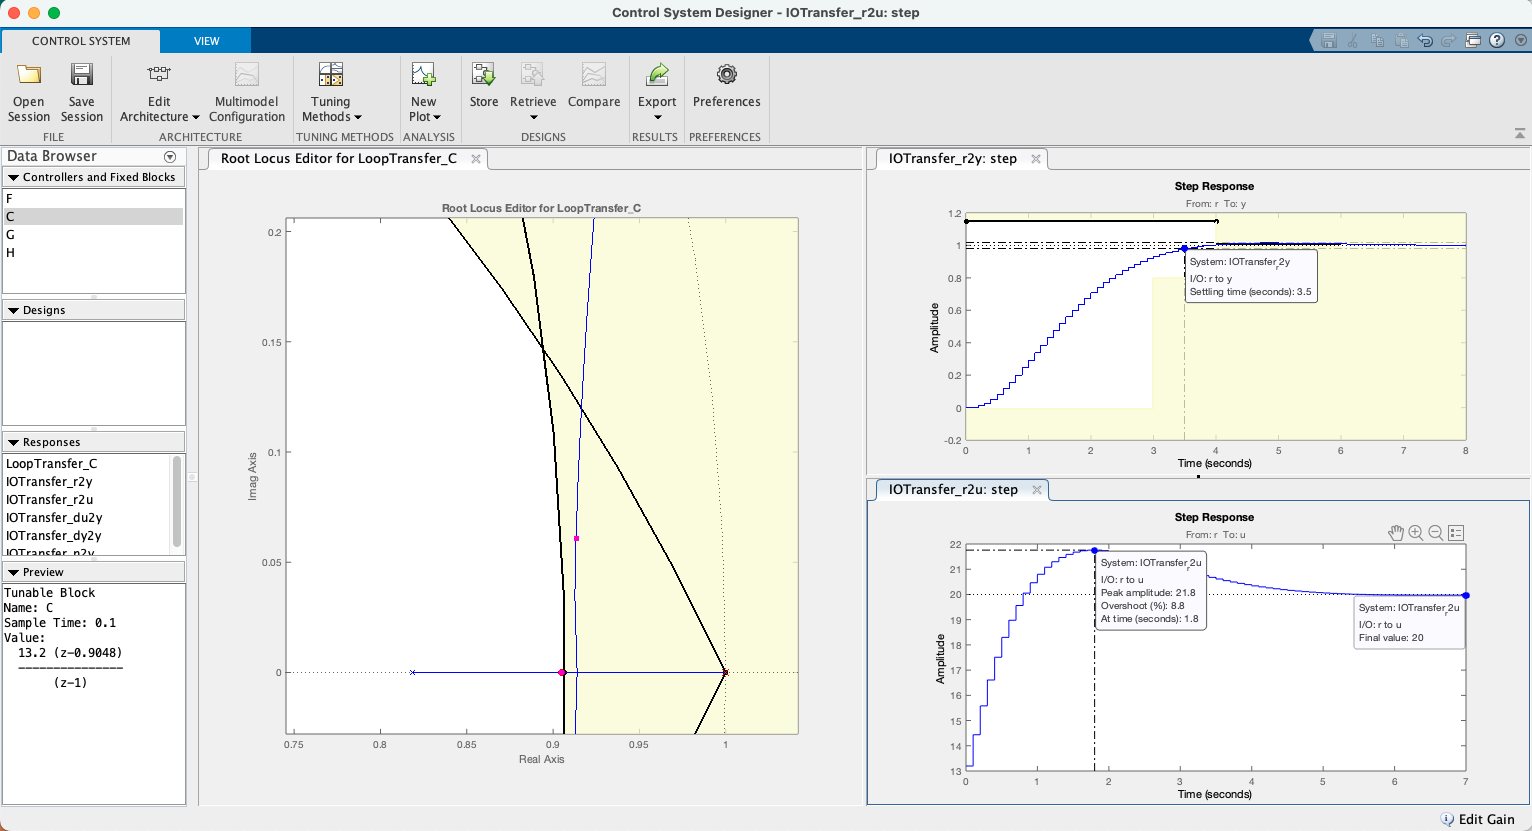 Control System Designer - IOTransfer_r2u: step
CONTROL SYSTEM
VIEW
Open Session
Save Session
Edit Architecture
Multimodel Configuration
Tuning Methods
New Plot
Store
Retrieve
Compare
Export
Preferences
FILE
ARCHITECTURE
TUNING METHODS
ANALYSIS
DESIGNS
RESULTS
PREFERENCES
Data Browser
Controllers and Fixed Blocks
F
C
G
H
Designs
Responses
LoopTransfer_C
IOTransfer_r2y
IOTransfer_r2u
IOTransfer_du2y
IOTransfer_dy2y
IOTransfer_n2y
Preview
Tunable Block
Name: C
Sample Time: 0.1
Value:
13.2 (z-0.9048)
---------------
(z-1)
Root Locus Editor for LoopTransfer_C
Root Locus Editor for LoopTransfer_C
0.2
0.15
0.1
0.05
0
Imag Axis
0.75 0.8 0.85 0.9 0.95 1
Real Axis
IOTransfer_r2y: step
Step Response
From: r To: y
1.2
1
0.8
0.6
0.4
0.2
0
-0.2
Amplitude
System: IOTransfer_r2y
I/O: r to y
Settling time (seconds): 3.5
0 1 2 3 4 5 6 7 8
Time (seconds)
IOTransfer_r2u: step
Step Response
From: r To: u
22
21
20
19
18
17
16
15
14
13
Amplitude
System: IOTransfer_r2u
I/O: r to u
Peak amplitude: 21.8
Overshoot (%): 8.8
At time (seconds): 1.8
System: IOTransfer_r2u
I/O: r to u
Final value: 20
0 1 2 3 4 5 6 7
Time (seconds)
Edit Gain